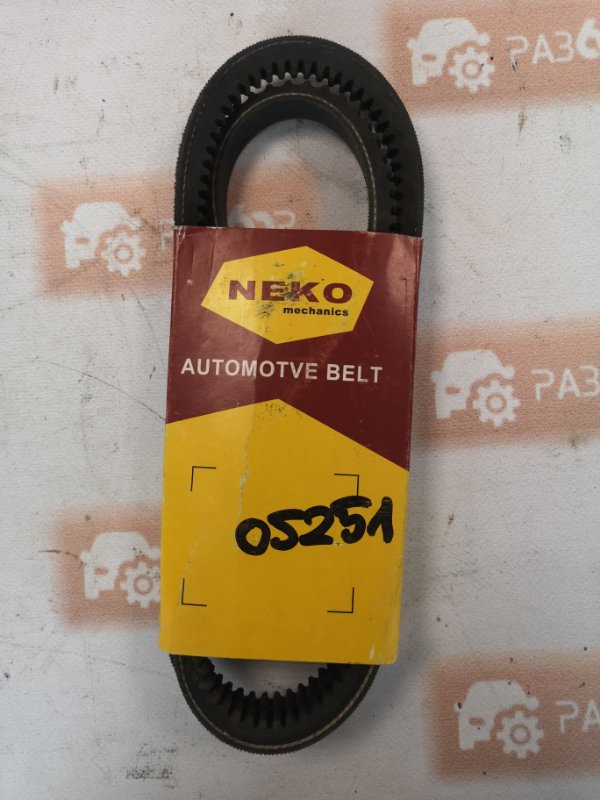 NEKO
mechanics
AUTOMOTVE BELT
05251